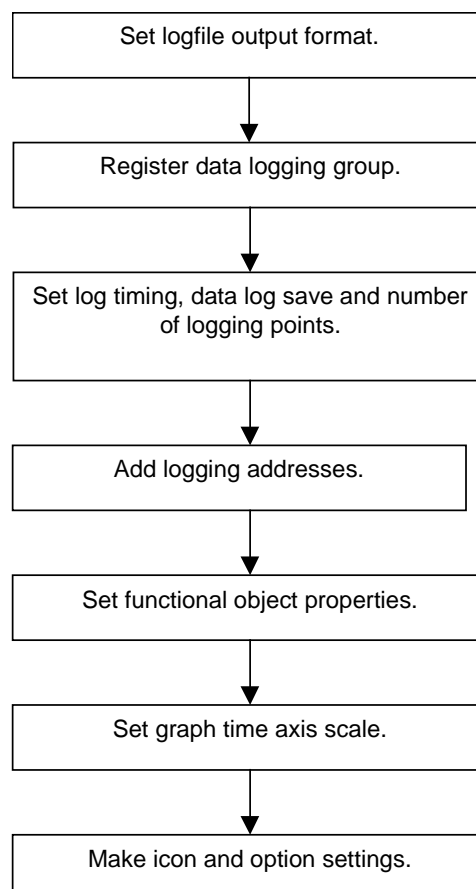 Set logfile output format.
Register data logging group.
Set log timing, data log save and number
of logging points.
Add logging addresses.
Set functional object properties.
Set graph time axis scale.
Make icon and option settings.